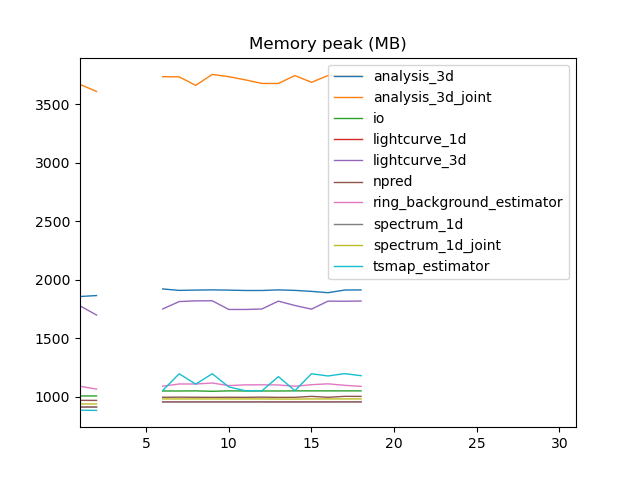 Memory peak (MB)
analysis_3d
analysis_3d_joint
io
lightcurve_1d
lightcurve_3d
npred
ring_background_estimator
spectrum_1d
spectrum_1d_joint
tsmap_estimator
3500
3000
2500
2000
1500
1000
5 10 15 20 25 30